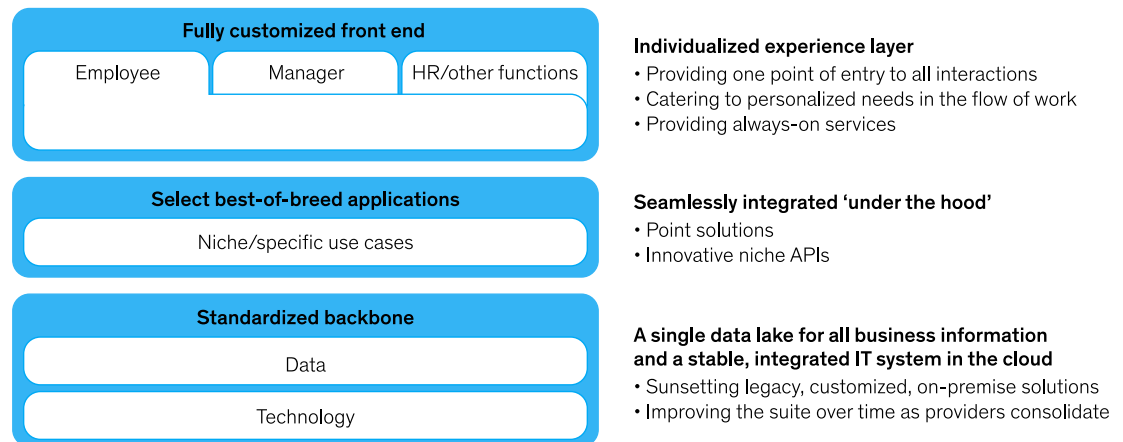 Fully customized front end
Employee
Manager
HR/other functions
Individualized experience layer
• Providing one point of entry to all interactions
• Catering to personalized needs in the flow of work
• Providing always-on services
Select best-of-breed applications
Niche/specific use cases
Seamlessly integrated ‘under the hood’
• Point solutions
• Innovative niche APIs
Standardized backbone
Data
Technology
A single data lake for all business information
and a stable, integrated IT system in the cloud
• Sunsetting legacy, customized, on-premise solutions
• Improving the suite over time as providers consolidate